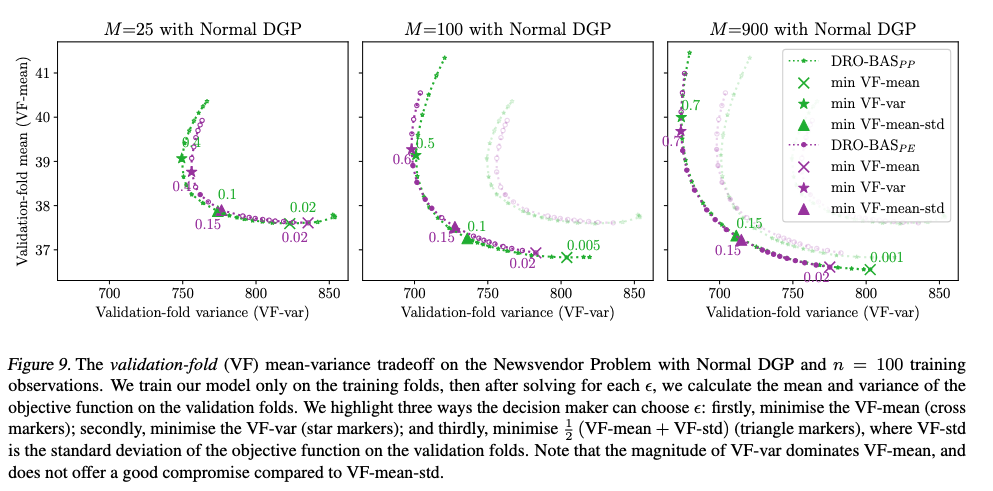 M=25 with Normal DGP
M=100 with Normal DGP
M=900 with Normal DGP
Validation-fold mean (VF-mean)
41
40
39
38
37
0.4
0.4
0.1
0.15
0.02
0.02
700
750
800
850
Validation-fold variance (VF-var)
0.5
0.6
0.1
0.15
0.005
0.02
700
750
800
850
Validation-fold variance (VF-var)
0.7
0.15
0.15
0.001
0.02
700
750
800
850
Validation-fold variance (VF-var)
DRO-BAS_PP
min VF-mean
min VF-var
min VF-mean-std
DRO-BAS_PE
min VF-mean
min VF-var
min VF-mean-std
Figure 9. The validation-fold (VF) mean-variance tradeoff on the Newsvendor Problem with Normal DGP and n = 100 training
observations. We train our model only on the training folds, then after solving for each ϵ, we calculate the mean and variance of the
objective function on the validation folds. We highlight three ways the decision maker can choose ϵ: firstly, minimise the VF-mean (cross
markers); secondly, minimise the VF-var (star markers); and thirdly, minimise 1/2 (VF-mean + VF-std) (triangle markers), where VF-std
is the standard deviation of the objective function on the validation folds. Note that the magnitude of VF-var dominates VF-mean, and
does not offer a good compromise compared to VF-mean-std.